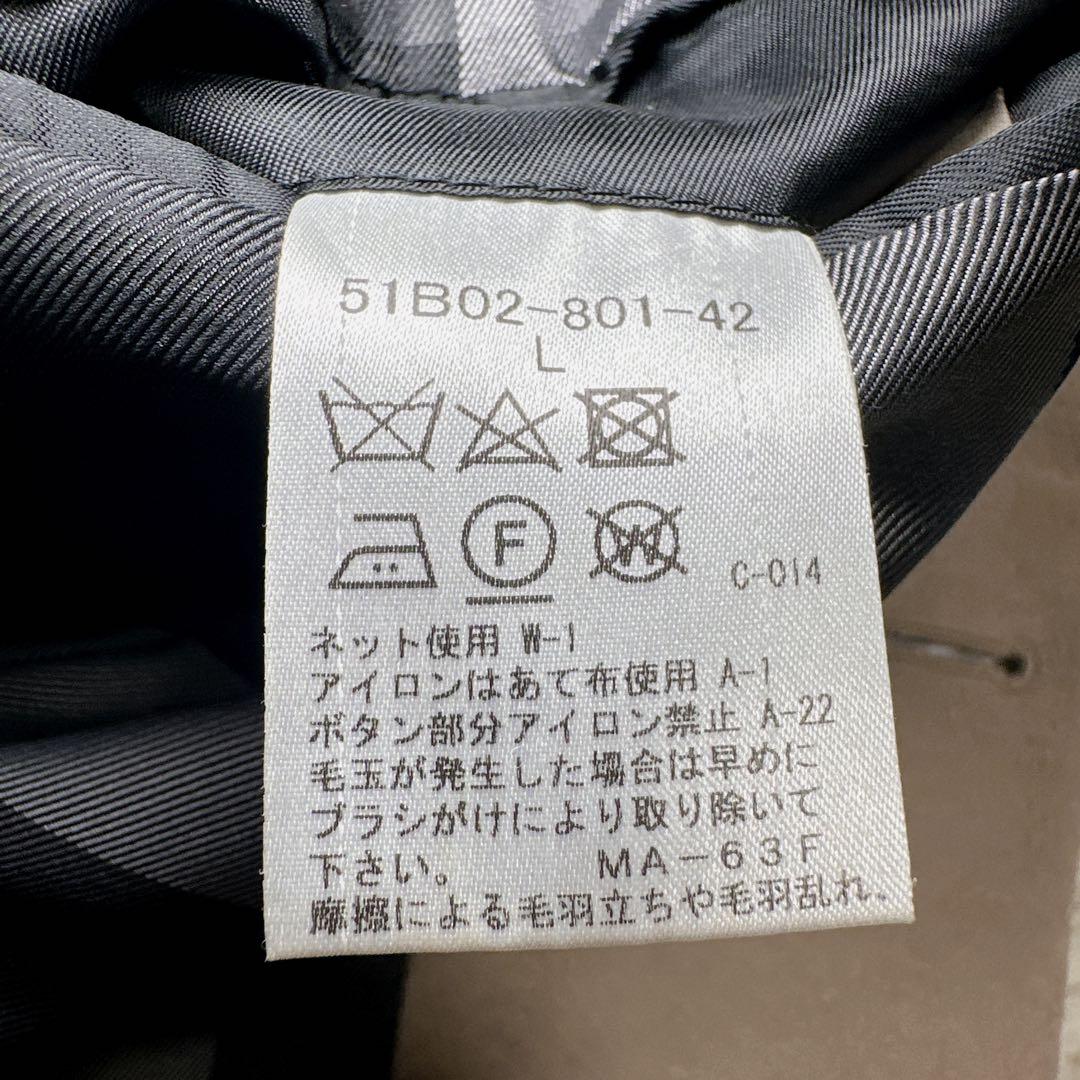 51B02-801-42
L
F
W
C-014
ネット使用 W-1
アイロンはあて布使用 A-1
ボタン部分アイロン禁止 A-22
毛玉が発生した場合は早めに
ブラシがけにより取り除いて
下さい。 MA-63F
摩擦による毛羽立ちや毛羽乱れ、